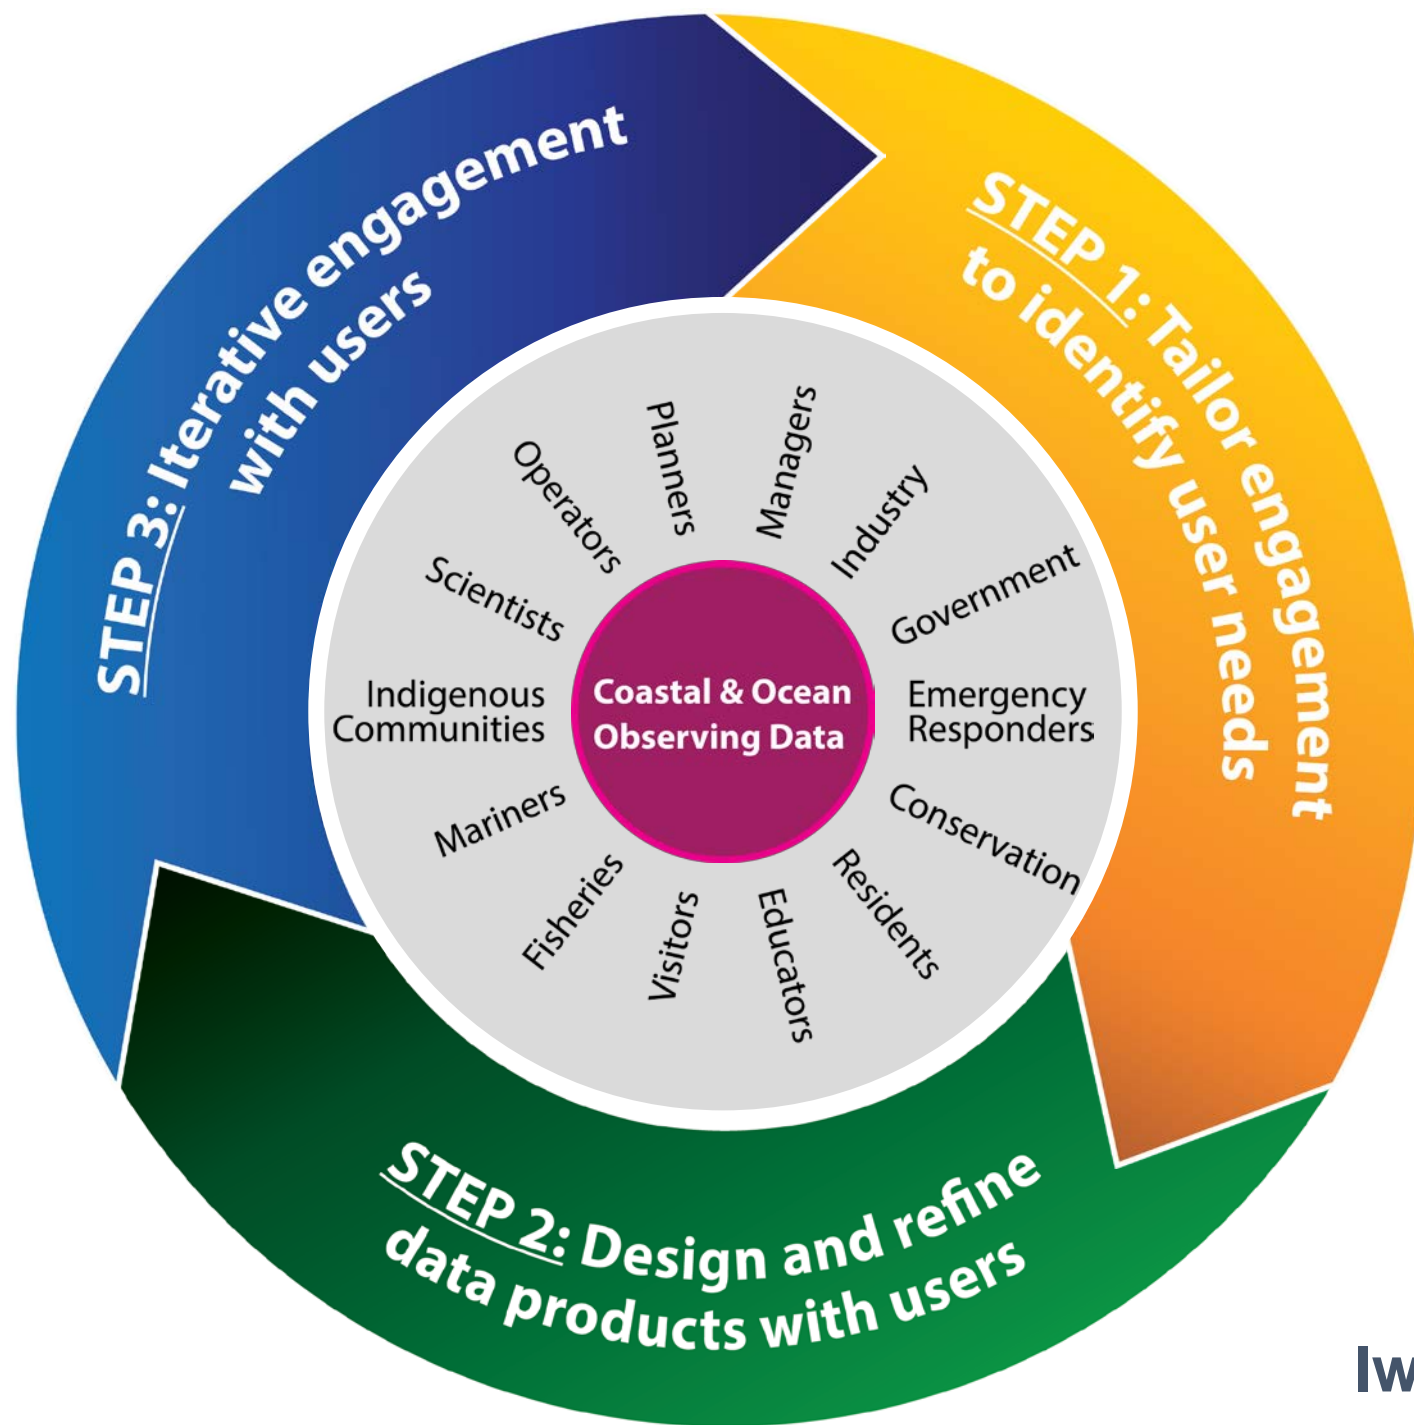 STEP 1: Tailor engagement
to identify user needs
STEP 2: Design and refine
data products with users
STEP 3: Iterative engagement
with users
Planners
Managers
Industry
Government
Emergency
Responders
Conservation
Residents
Educators
Visitors
Fisheries
Mariners
Indigenous
Communities
Scientists
Operators
Coastal & Ocean
Observing Data